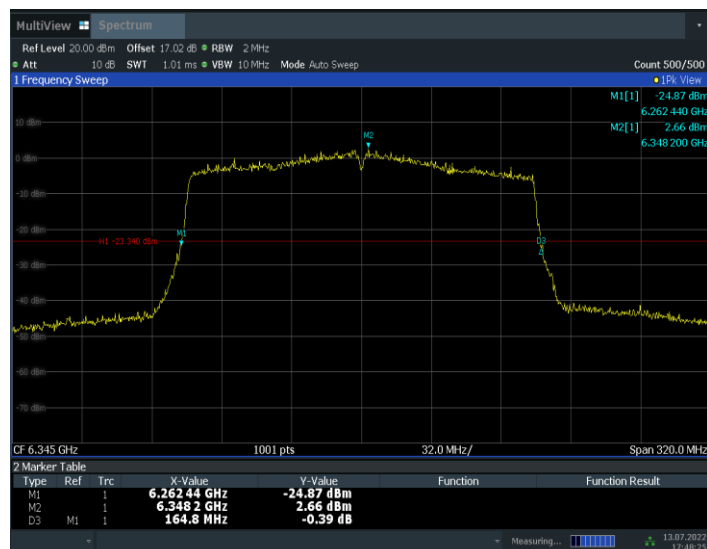 MultiView Spectrum
Ref Level 20.00 dBm Offset 17.02 dB RBW 2 MHz
Att 10 dB SWT 1.01 ms VBW 10 MHz Mode Auto Sweep Count 500/500
1 Frequency Sweep 1Pk View
M1[1] -24.87 dBm
6.262 440 GHz
M2[1] 2.66 dBm
6.348 200 GHz
10 dBm
M2
0 dBm
-10 dBm
-20 dBm
M1
H1 -23.340 dBm
D3
-30 dBm
-40 dBm
-50 dBm
-60 dBm
-70 dBm
CF 6.345 GHz 1001 pts 32.0 MHz/ Span 320.0 MHz
2 Marker Table
Type Ref Trc X-Value Y-Value Function Function Result
M1 1 6.262 44 GHz -24.87 dBm
M2 1 6.348 2 GHz 2.66 dBm
D3 M1 1 164.8 MHz -0.39 dB
Measuring... 13.07.2022
17:48:25